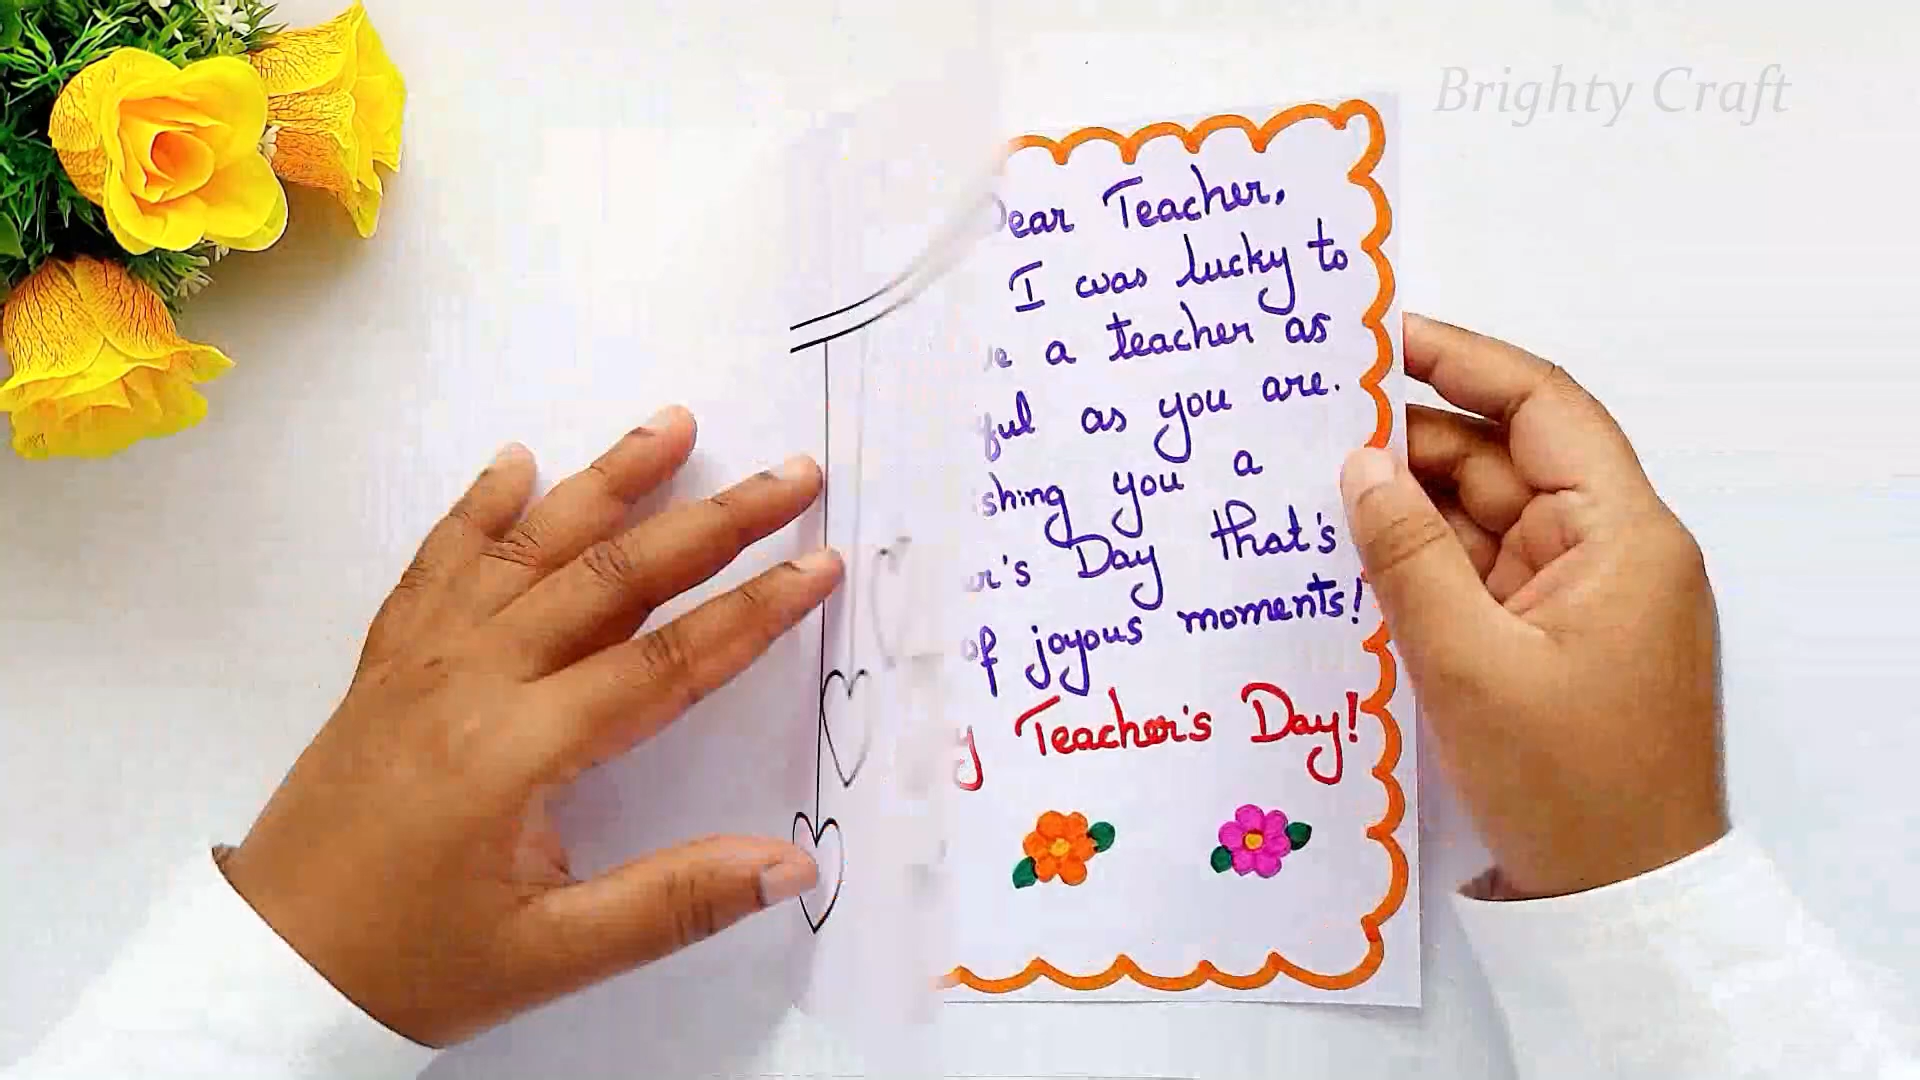 Brighty Craft
Dear Teacher,
I was lucky to
a teacher as
as you are.
you a
Day that's
of joyous moments!
Teacher's Day!